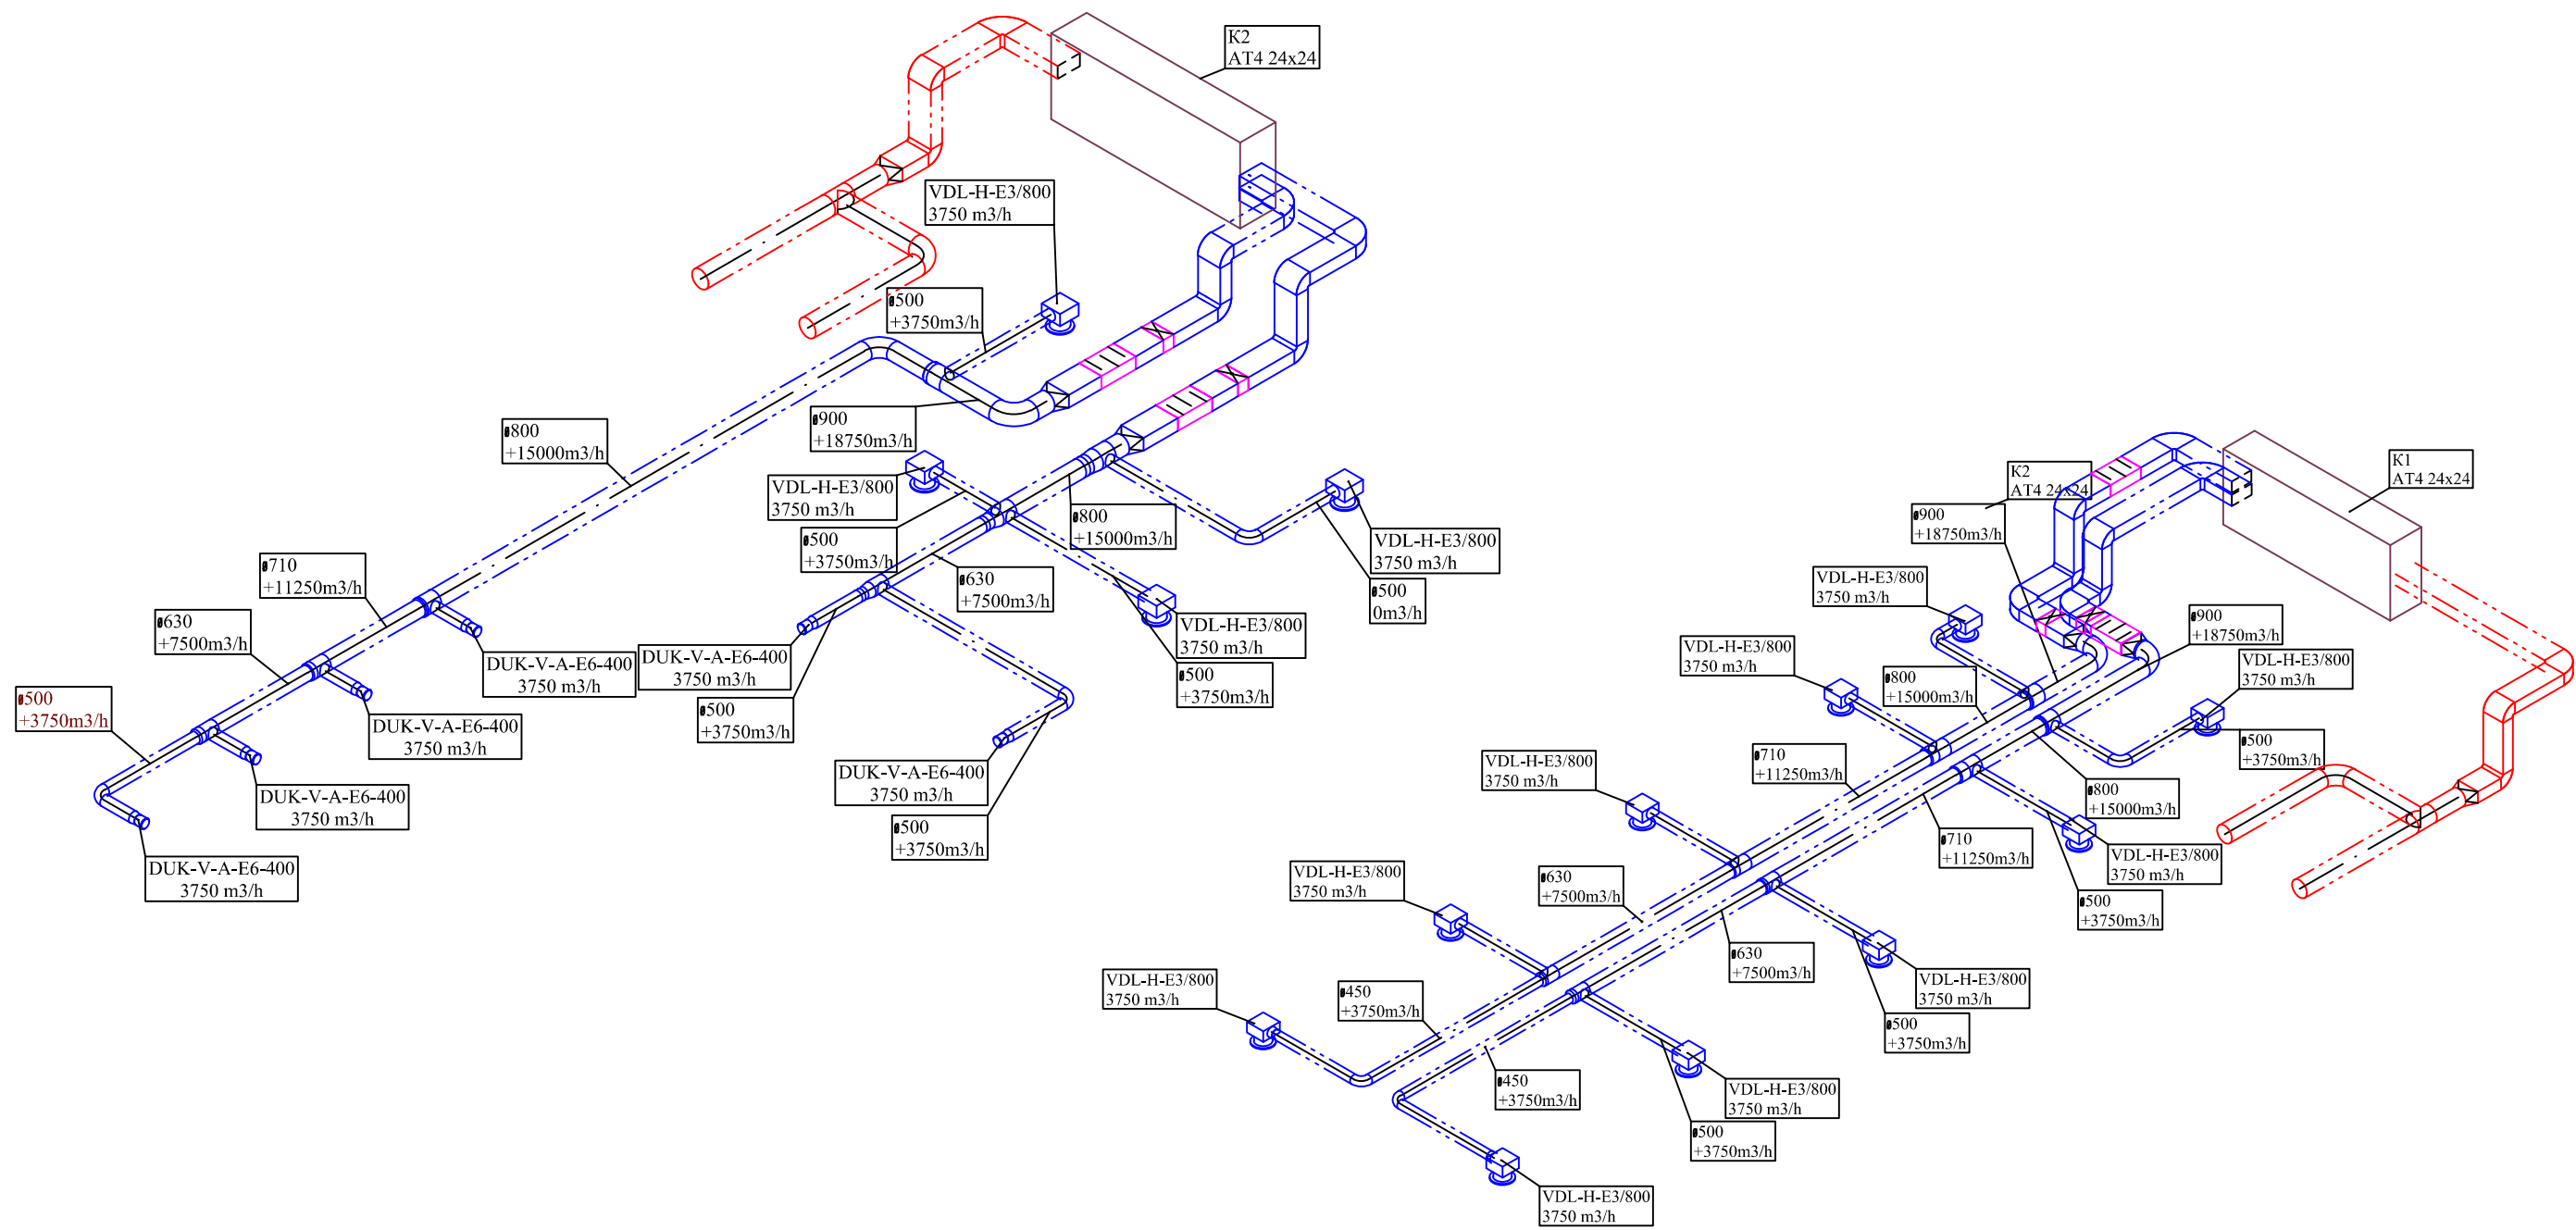 K2
AT4 24x24
VDL-H-E3/800
3750 m3/h
ø500
+3750m3/h
ø900
+18750m3/h
ø800
+15000m3/h
VDL-H-E3/800
3750 m3/h
ø500
+3750m3/h
ø800
+15000m3/h
VDL-H-E3/800
3750 m3/h
ø500
0m3/h
ø710
+11250m3/h
ø630
+7500m3/h
ø630
+7500m3/h
VDL-H-E3/800
3750 m3/h
ø500
+3750m3/h
DUK-V-A-E6-400
3750 m3/h
DUK-V-A-E6-400
3750 m3/h
ø500
+3750m3/h
ø500
+3750m3/h
DUK-V-A-E6-400
3750 m3/h
DUK-V-A-E6-400
3750 m3/h
DUK-V-A-E6-400
3750 m3/h
ø500
+3750m3/h
DUK-V-A-E6-400
3750 m3/h
K1
AT4 24x24
K2
AT4 24x24
ø900
+18750m3/h
VDL-H-E3/800
3750 m3/h
ø900
+18750m3/h
VDL-H-E3/800
3750 m3/h
VDL-H-E3/800
3750 m3/h
ø800
+15000m3/h
ø500
+3750m3/h
VDL-H-E3/800
3750 m3/h
ø710
+11250m3/h
ø800
+15000m3/h
ø710
+11250m3/h
VDL-H-E3/800
3750 m3/h
ø500
+3750m3/h
VDL-H-E3/800
3750 m3/h
ø630
+7500m3/h
ø630
+7500m3/h
VDL-H-E3/800
3750 m3/h
ø500
+3750m3/h
VDL-H-E3/800
3750 m3/h
ø450
+3750m3/h
ø450
+3750m3/h
VDL-H-E3/800
3750 m3/h
ø500
+3750m3/h
VDL-H-E3/800
3750 m3/h